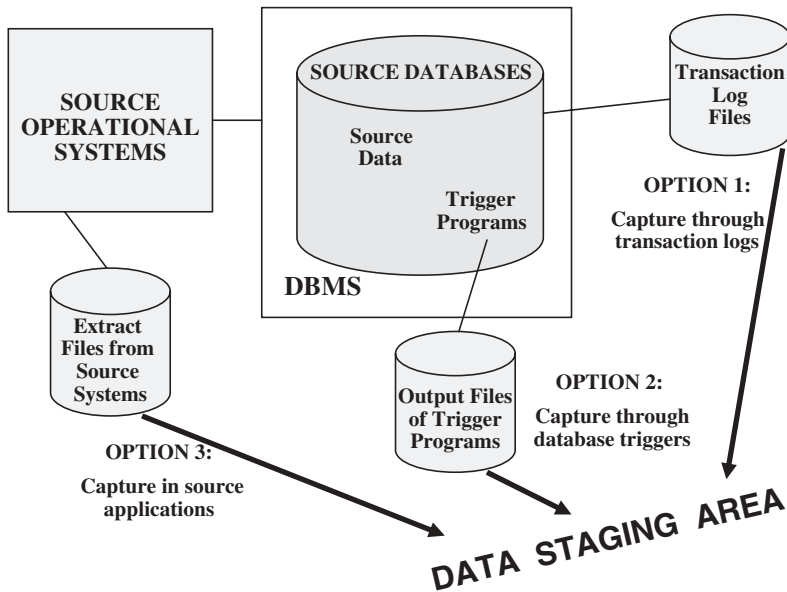 SOURCE
OPERATIONAL
SYSTEMS
SOURCE DATABASES
Source
Data
Trigger
Programs
DBMS
Transaction
Log
Files
OPTION 1:
Capture through
transaction logs
Extract
Files from
Source
Systems
Output Files
of Trigger
Programs
OPTION 2:
Capture through
database triggers
OPTION 3:
Capture in source
applications
DATA STAGING AREA